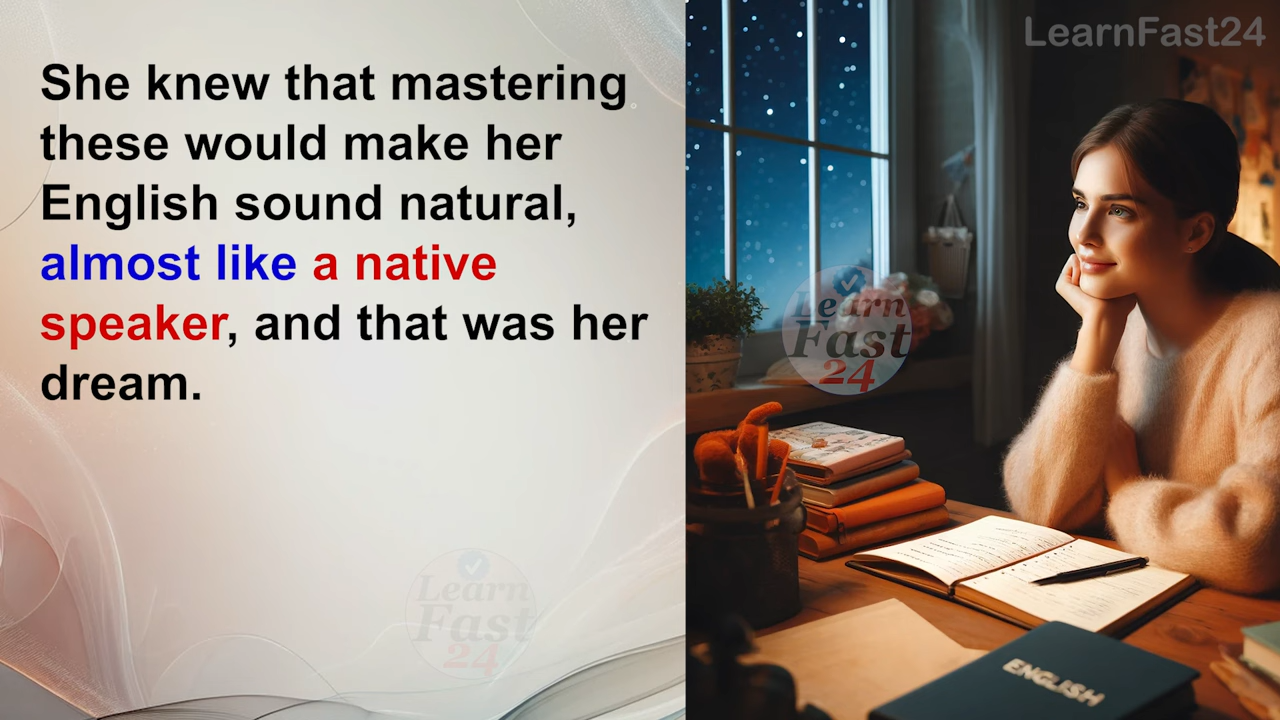 LearnFast24
She knew that mastering
these would make her
English sound natural,
almost like a native
speaker, and that was her
dream.
Learn
Fast
24
Learn
Fast
24
ENGLISH